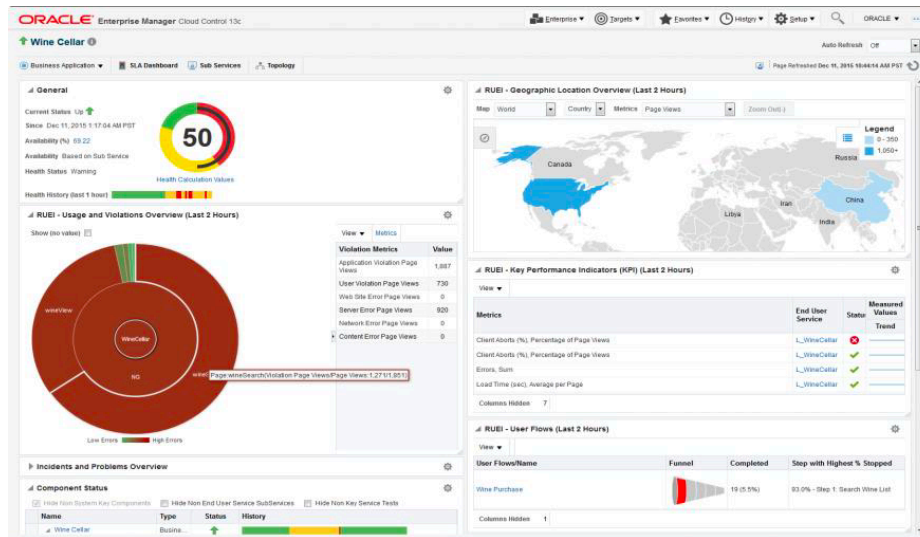 ORACLE Enterprise Manager Cloud Control 13c
Enterprise Targets Favorites History Setup ORACLE
Wine Cellar
Auto Refresh Off
Business Application SLA Dashboard Sub Services Topology
Page Refreshed Dec 11, 2015 10:44:14 AM PST
General
Current Status Up
Since Dec 11, 2015 1:17:04 AM PST
Availability (%) 69.22
Availability Based on Sub Service
Health Status Warning
50
Health Calculation Values
Health History (last 1 hour)
RUEI - Usage and Violations Overview (Last 2 Hours)
Show (no value)
wineView
WineCellar
NO
Page:wineSearch(Violation Page Views/Page Views:1,271/1,851)
Low Errors High Errors
View Metrics
Violation Metrics Value
Application Violation Page Views 1,887
User Violation Page Views 730
Web Site Error Page Views 0
Server Error Page Views 920
Network Error Page Views 0
Content Error Page Views 0
Incidents and Problems Overview
Component Status
Hide Non System Key Components Hide Non End User Service SubServices Hide Non Key Service Tests
Name Type Status History
Wine Cellar Busina...
RUEI - Geographic Location Overview (Last 2 Hours)
Map World Country Metrics Page Views Zoom Out(-)
Legend
0 - 350
1,050+
Canada
Russia
China
Iran
Libya
India
RUEI - Key Performance Indicators (KPI) (Last 2 Hours)
View
Metrics End User Service Statu Measured Values
Trend
Client Aborts (%), Percentage of Page Views L_WineCellar
Client Aborts (%), Percentage of Page Views L_WineCellar
Errors, Sum L_WineCellar
Load Time (sec), Average per Page L_WineCellar
Columns Hidden 7
RUEI - User Flows (Last 2 Hours)
View
User Flows/Name Funnel Completed Step with Highest % Stopped
Wine Purchase 19 (5.5%) 93.0% - Step 1: Search Wine List
Columns Hidden 1